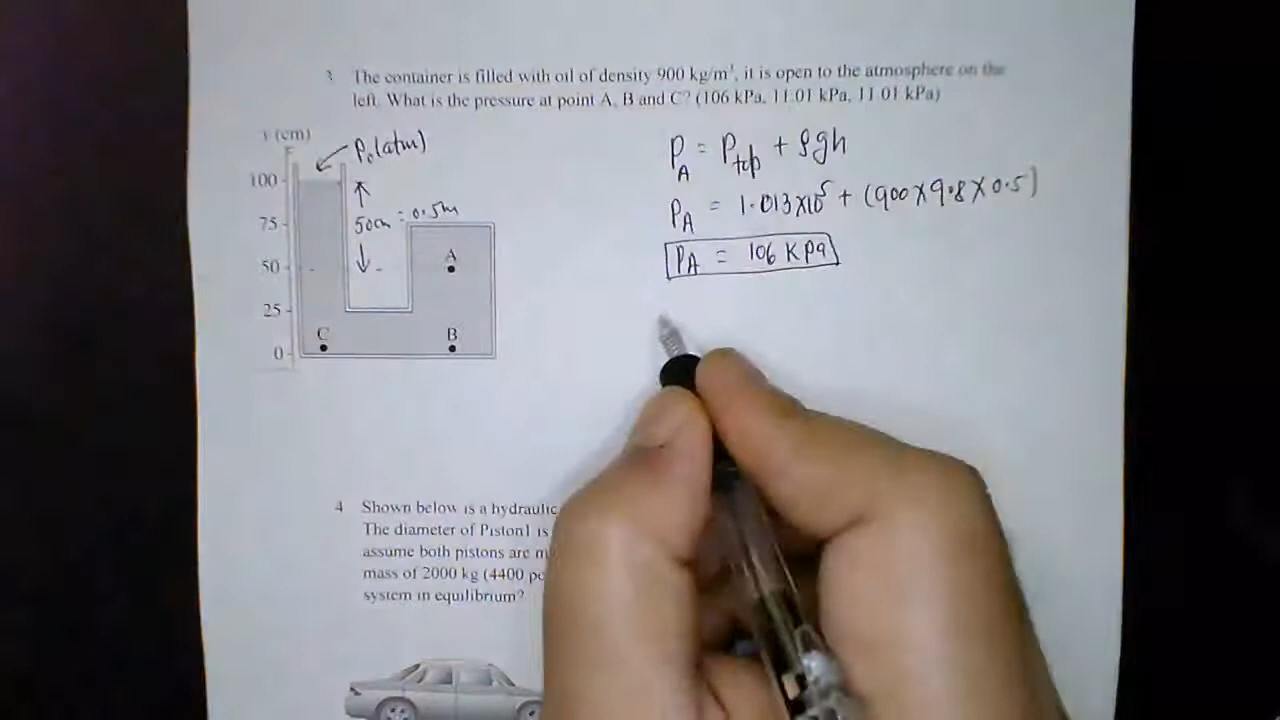 3 The container is filled with oil of density 900 kg/m³, it is open to the atmosphere on the
left. What is the pressure at point A, B and C? (106 kPa, 11.01 kPa, 11.01 kPa)
y (cm)
P₀(atm)
100
75
50
25
0
50cm = 0.5m
A
C
B
P_A = P_top + ρgh
P_A = 1.013×10⁵ + (900×9.8×0.5)
P_A = 106 KPa
4 Shown below is a hydraulic
The diameter of Piston1 is
assume both pistons are
mass of 2000 kg (4400
system in equilibrium?